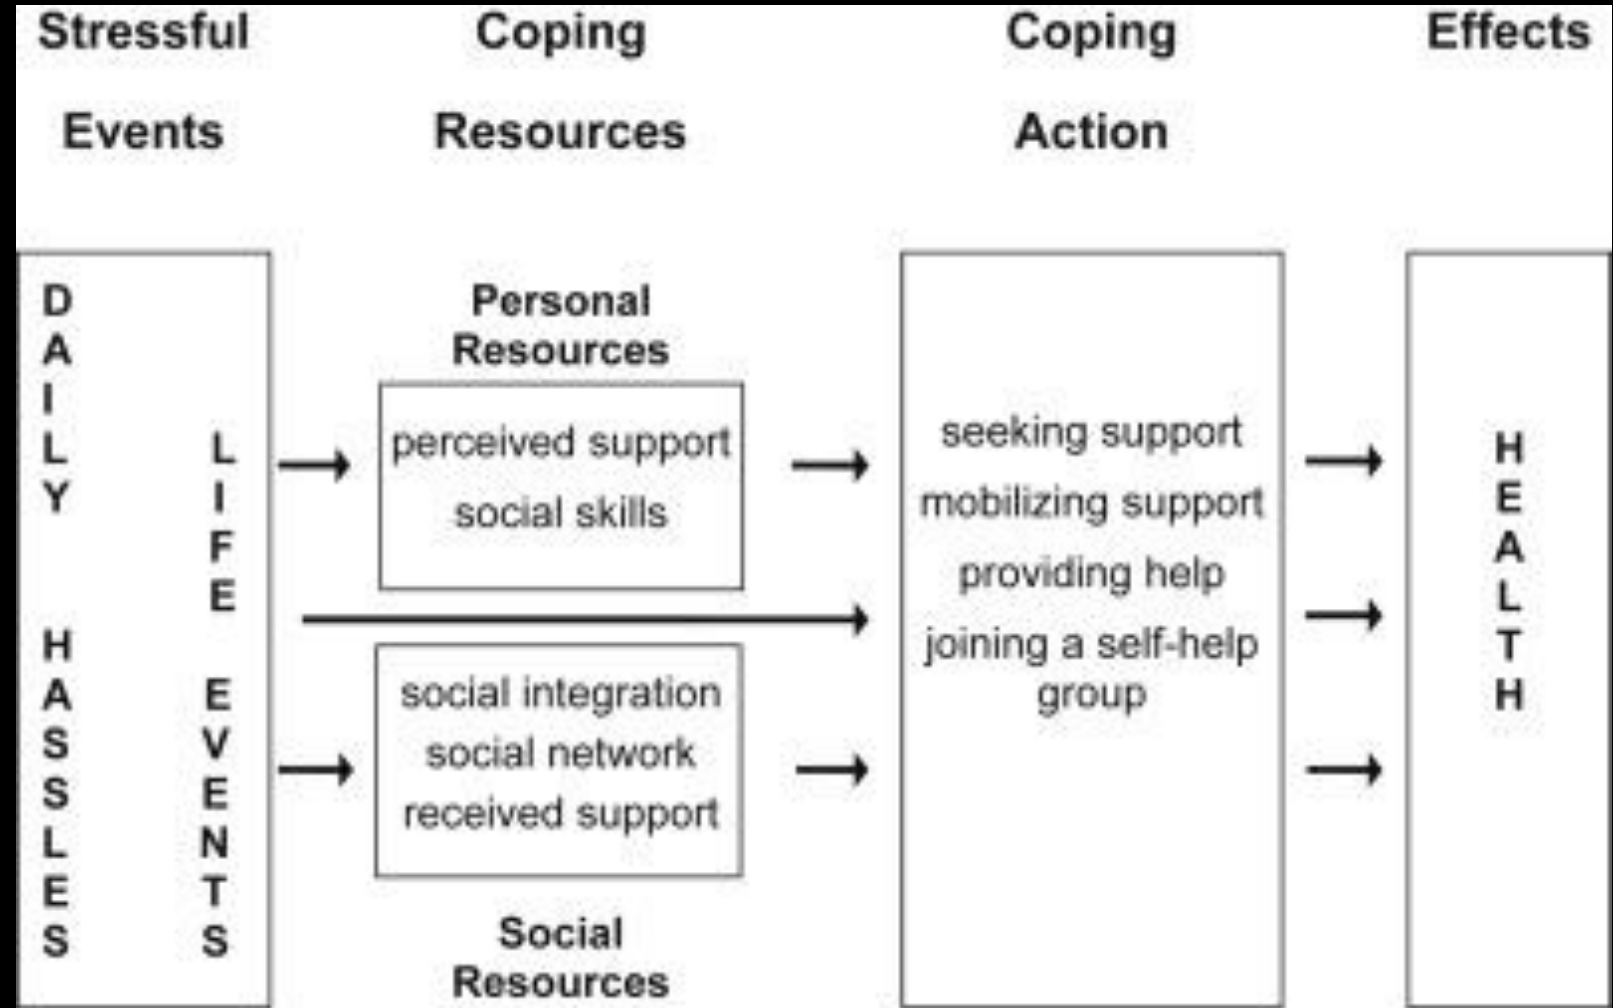 Stressful
Events
Coping
Resources
Coping
Action
Effects
DAILY HASSLES
LIFE EVENTS
Personal
Resources
perceived support
social skills
social integration
social network
received support
Social
Resources
seeking support
mobilizing support
providing help
joining a self-help
group
HEALTH